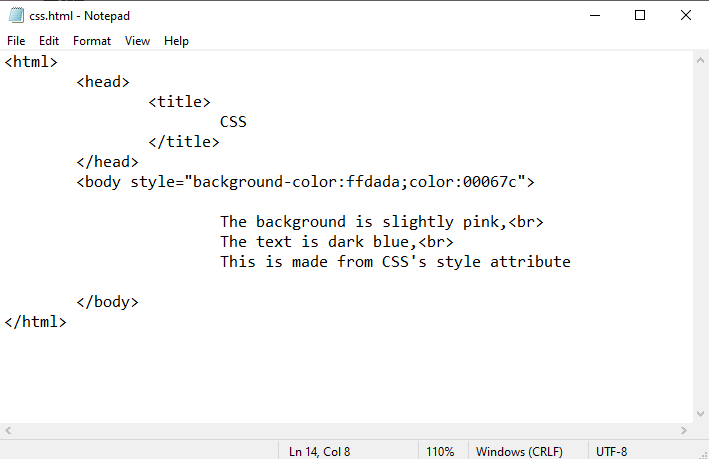 css.html - Notepad
File Edit Format View Help
<html>
<head>
<title>
CSS
</title>
</head>
<body style="background-color:ffdada;color:00067c">
The background is slightly pink,<br>
The text is dark blue,<br>
This is made from CSS's style attribute
</body>
</html>
Ln 14, Col 8 110% Windows (CRLF) UTF-8